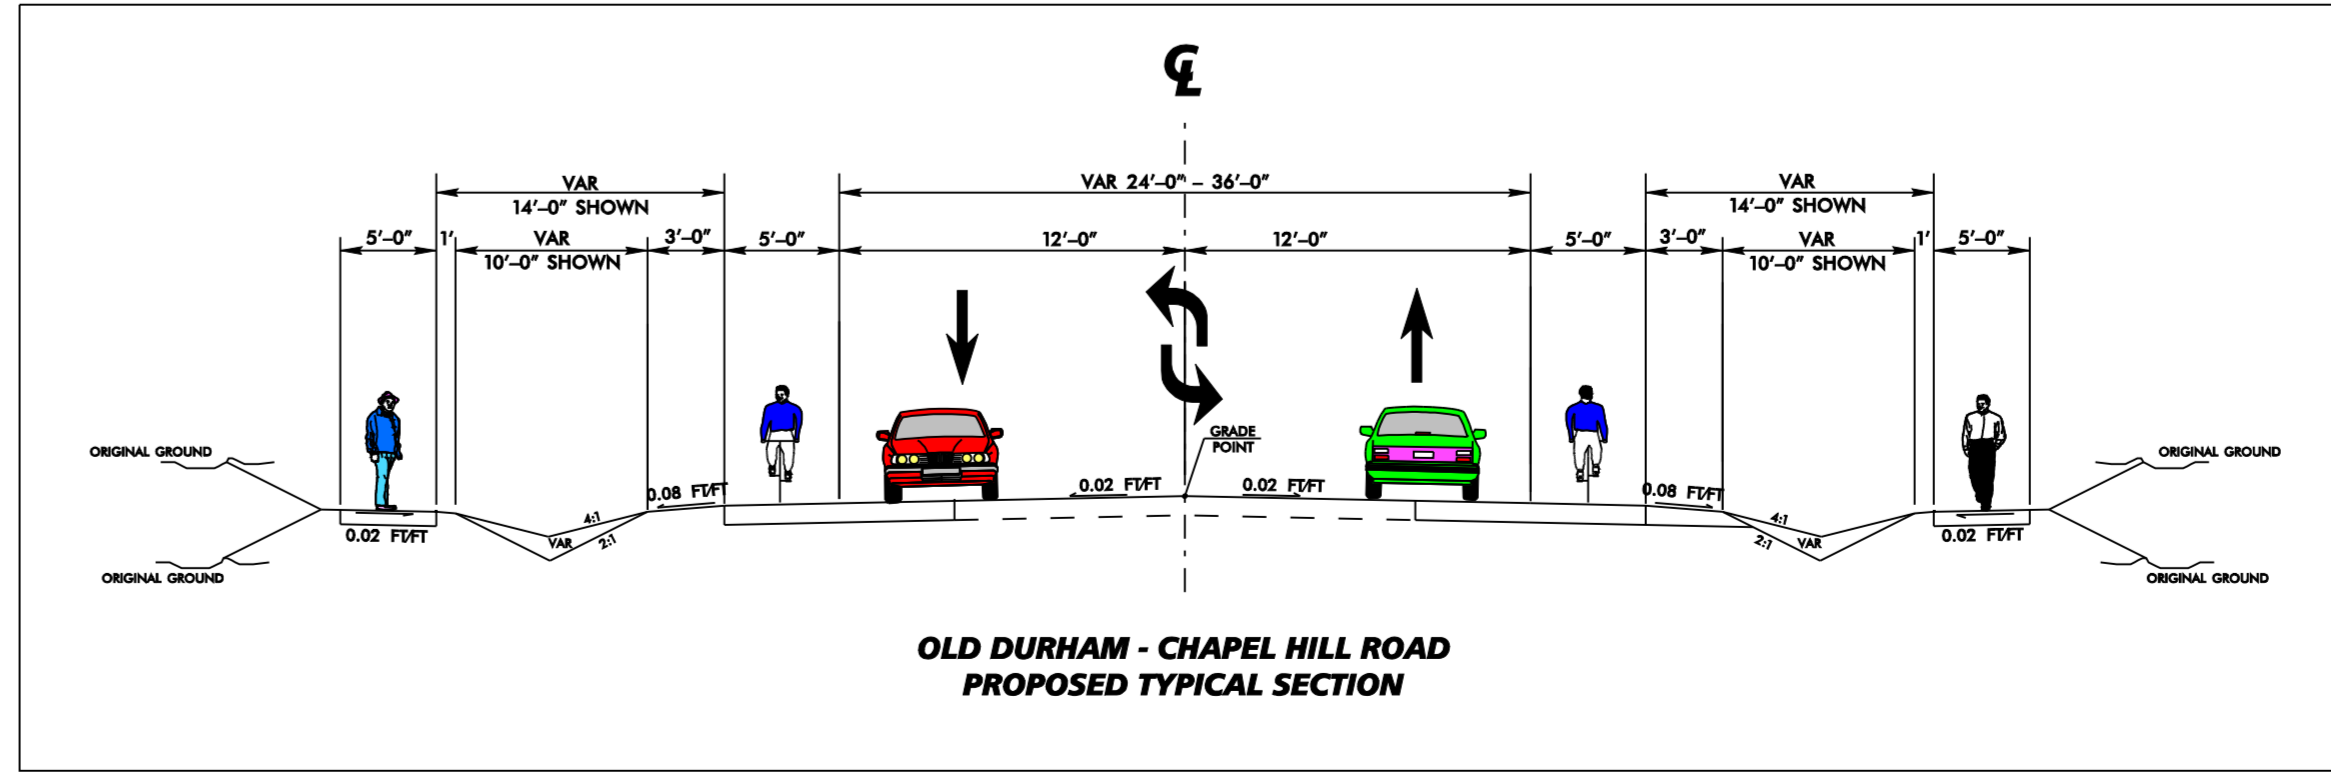 CL
VAR
14'-0" SHOWN
VAR 24'-0" - 36'-0"
VAR
14'-0" SHOWN
5'-0"
1'
VAR
10'-0" SHOWN
3'-0"
5'-0"
12'-0"
12'-0"
5'-0"
3'-0"
VAR
10'-0" SHOWN
1'
5'-0"
GRADE
POINT
ORIGINAL GROUND
ORIGINAL GROUND
0.08 FT/FT
0.02 FT/FT
0.02 FT/FT
0.08 FT/FT
0.02 FT/FT
4:1
VAR
2:1
4:1
VAR
2:1
0.02 FT/FT
ORIGINAL GROUND
ORIGINAL GROUND
OLD DURHAM - CHAPEL HILL ROAD
PROPOSED TYPICAL SECTION